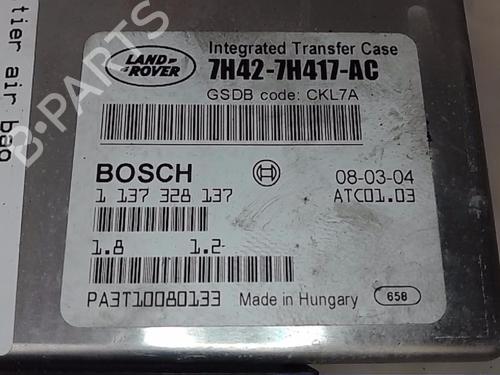 LAND
ROVER
Integrated Transfer Case
7H42-7H417-AC
GSDB code: CKL7A
BOSCH
08-03-04
1 137 328 137
ATC01.03
1.8 1.2
PA3T10080133
Made in Hungary
658
tier air bag
B-PARTS